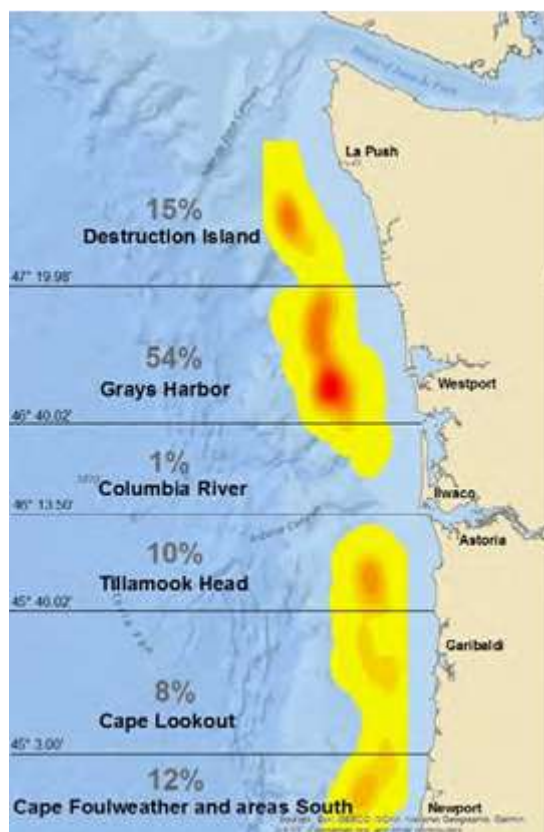 La Push
15%
Destruction Island
47° 19.98'
54%
Grays Harbor
Westport
46° 40.02'
1%
Columbia River
Ilwaco
46° 13.50'
Astoria
10%
Tillamook Head
45° 46.02'
Garibaldi
8%
Cape Lookout
45° 3.00'
12%
Cape Foulweather and areas South
Newport